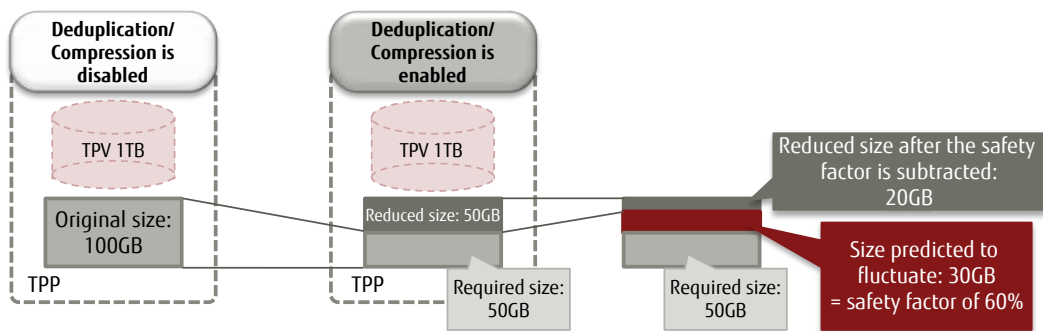 Deduplication/
Compression is
disabled
Deduplication/
Compression is
enabled
TPV 1TB
TPV 1TB
Reduced size after the safety
factor is subtracted:
20GB
Original size:
100GB
Reduced size: 50GB
Size predicted to
fluctuate: 30GB
= safety factor of 60%
TPP
TPP
Required size:
50GB
Required size:
50GB